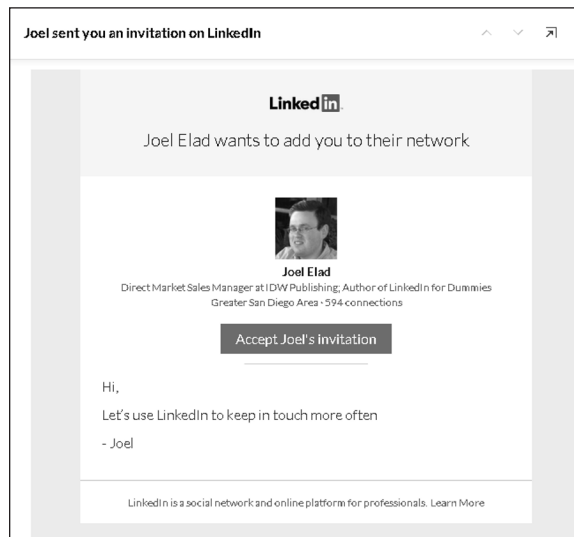 Joel sent you an invitation on LinkedIn
Linked in
Joel Elad wants to add you to their network
Joel Elad
Direct Market Sales Manager at IDW Publishing; Author of LinkedIn for Dummies
Greater San Diego Area · 594 connections
Accept Joel's invitation
Hi,
Let's use LinkedIn to keep in touch more often
- Joel
LinkedIn is a social network and online platform for professionals. Learn More